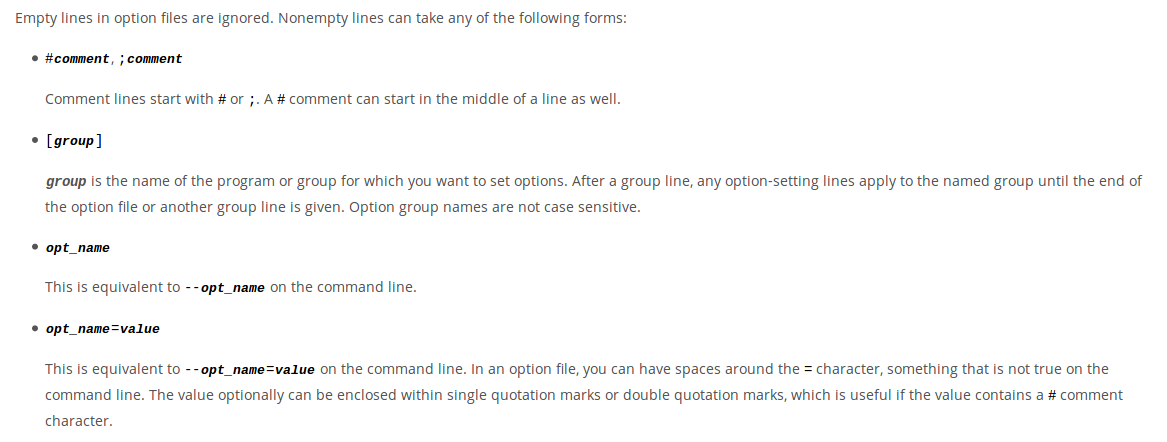 Empty lines in option files are ignored. Nonempty lines can take any of the following forms:
• #comment, ;comment
Comment lines start with # or ;. A # comment can start in the middle of a line as well.
• [group]
group is the name of the program or group for which you want to set options. After a group line, any option-setting lines apply to the named group until the end of
the option file or another group line is given. Option group names are not case sensitive.
• opt_name
This is equivalent to --opt_name on the command line.
• opt_name=value
This is equivalent to --opt_name=value on the command line. In an option file, you can have spaces around the = character, something that is not true on the
command line. The value optionally can be enclosed within single quotation marks or double quotation marks, which is useful if the value contains a # comment
character.